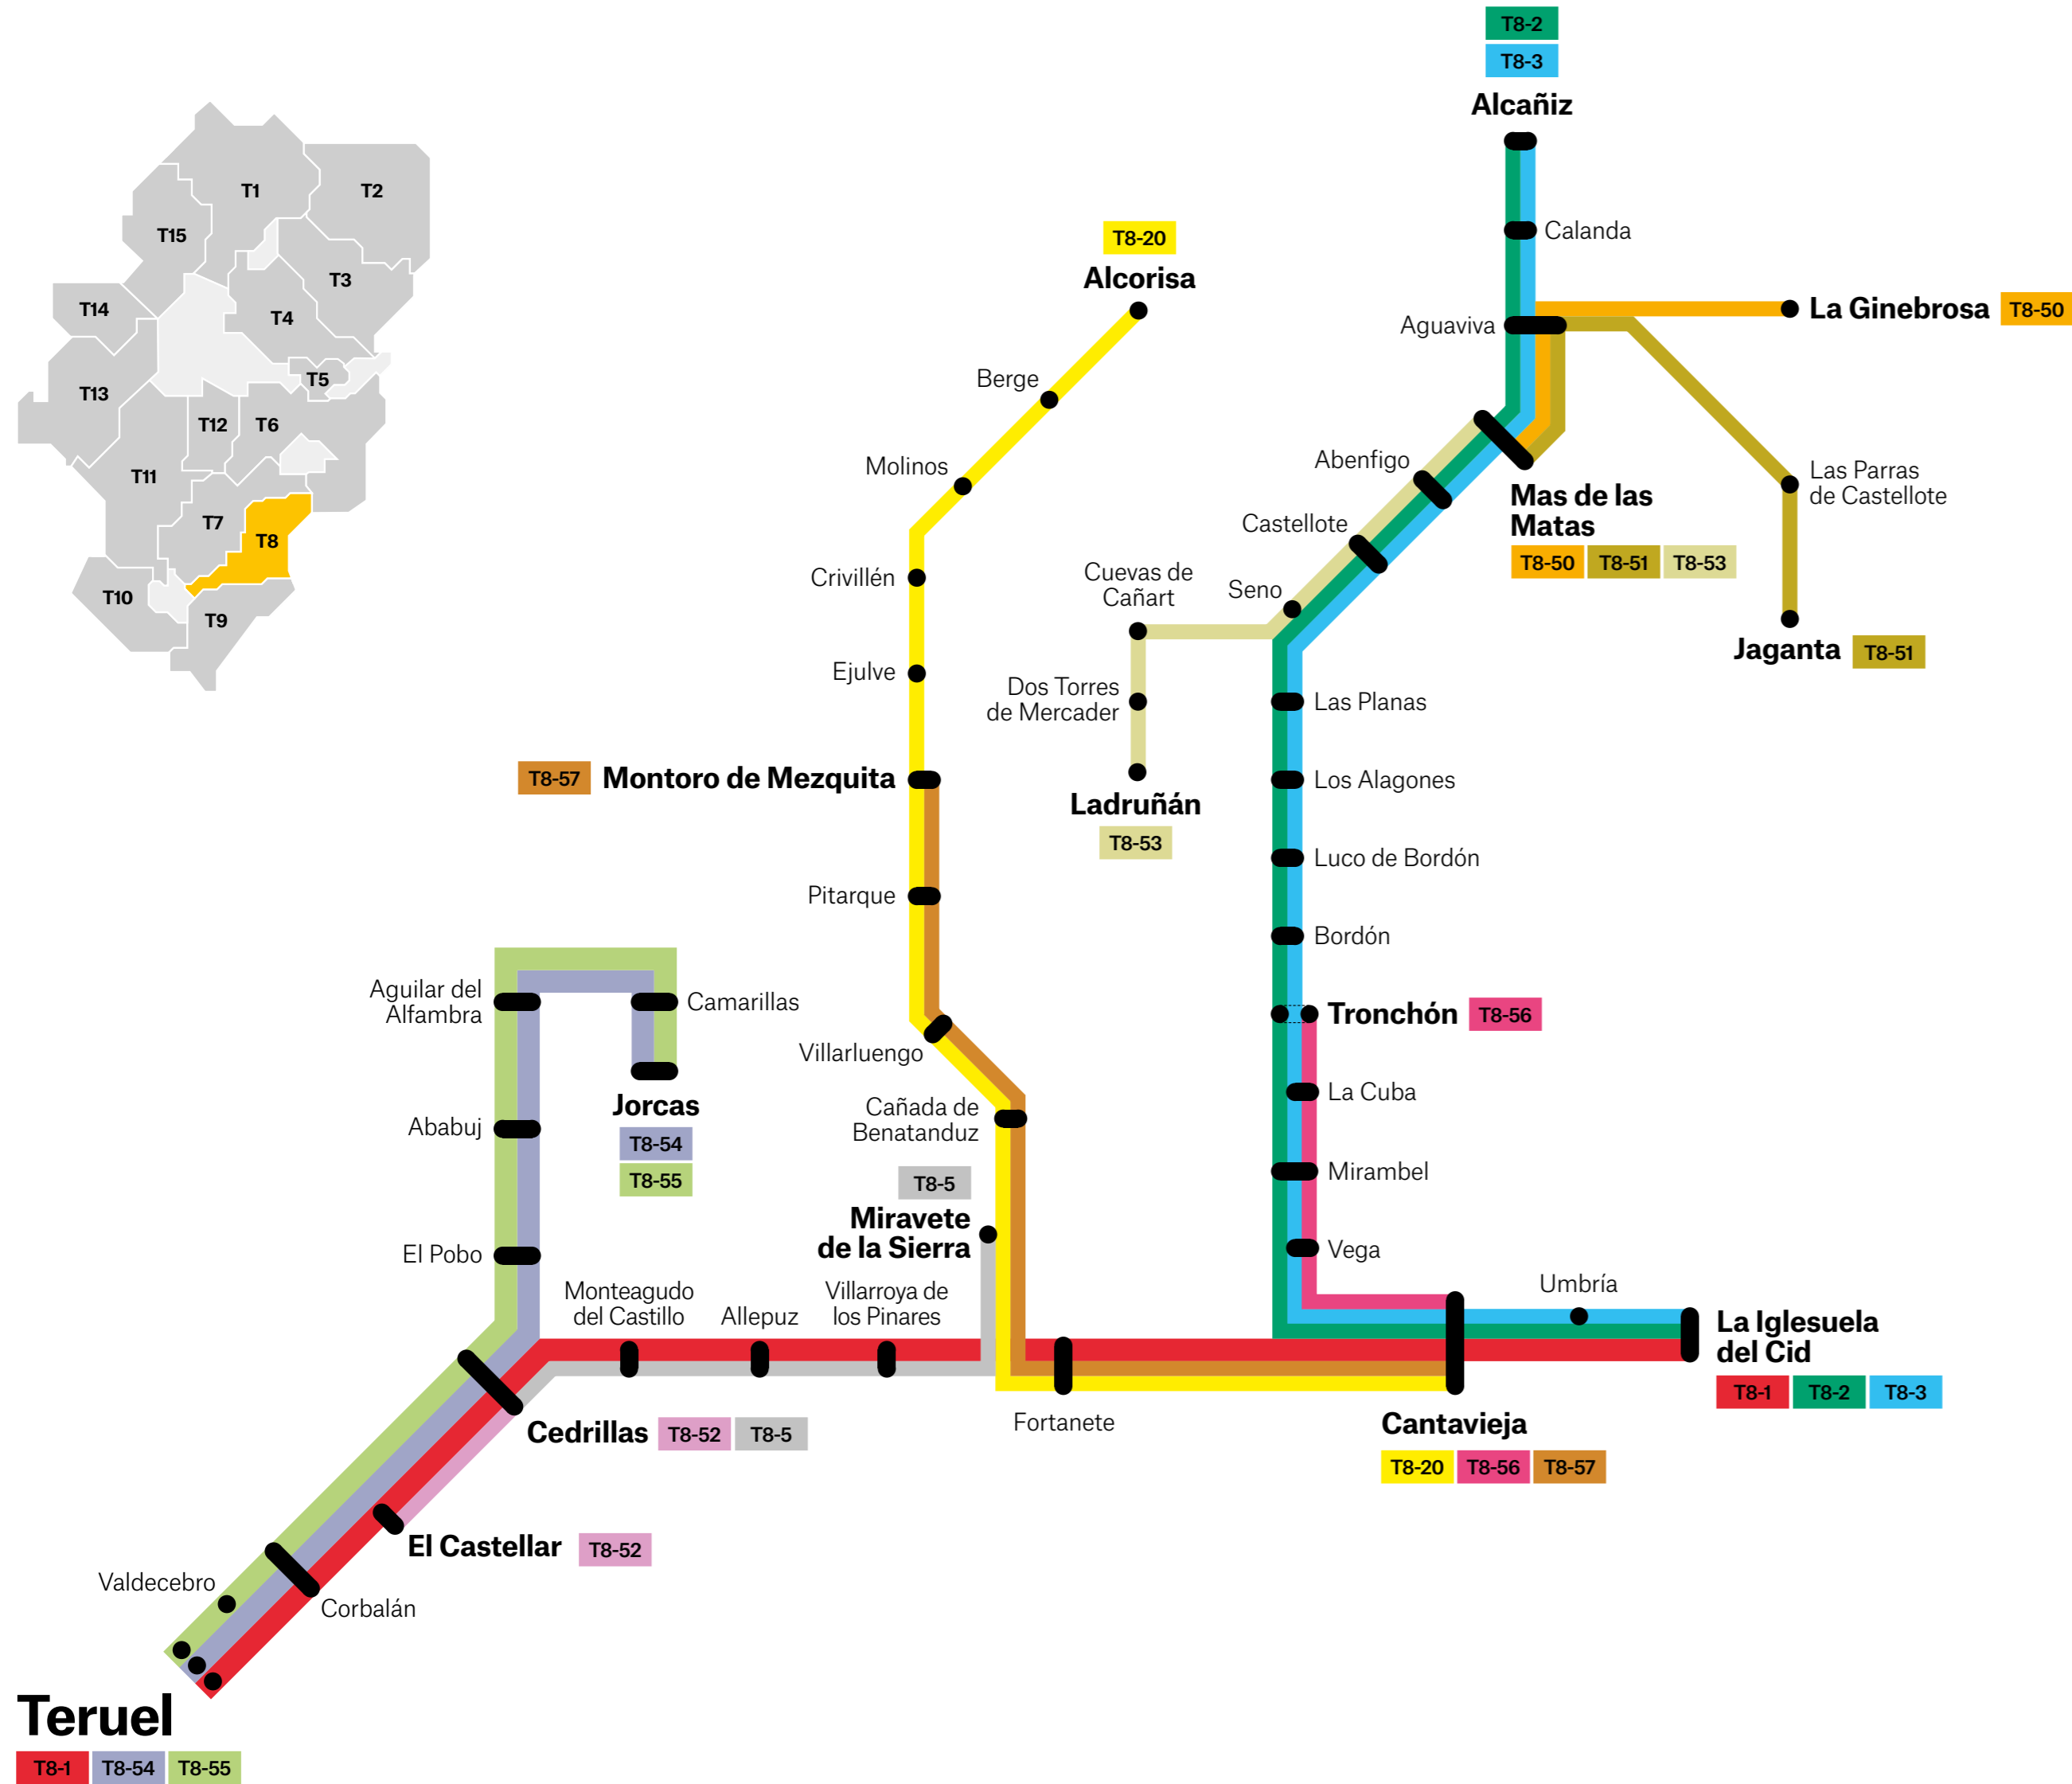 T8-2
T8-3
Alcañiz
T1
T2
T15
T3
T14
T4
T5
T13
T12
T6
T11
T7
T8
T10
T9
Calanda
T8-20
Alcorisa
Aguaviva
La Ginebrosa
T8-50
Berge
Molinos
Abenfigo
Las Parras
de Castellote
Mas de las
Matas
T8-50
T8-51
T8-53
Castellote
Crivillén
Cuevas de
Cañart
Seno
Jaganta
T8-51
Ejulve
Dos Torres
de Mercader
Las Planas
T8-57
Montoro de Mezquita
Los Alagones
Ladruñán
T8-53
Luco de Bordón
Pitarque
Bordón
Aguilar del
Alfambra
Camarillas
Tronchón
T8-56
Villarluengo
La Cuba
Jorcas
T8-54
T8-55
Ababuj
Cañada de
Benatanduz
Mirambel
T8-5
Miravete
de la Sierra
El Pobo
Vega
Monteagudo
del Castillo
Allepuz
Villarroya de
los Pinares
Umbría
La Iglesuela
del Cid
T8-1
T8-2
T8-3
Cedrillas
T8-52
T8-5
Fortanete
Cantavieja
T8-20
T8-56
T8-57
El Castellar
T8-52
Valdecebro
Corbalán
Teruel
T8-1
T8-54
T8-55